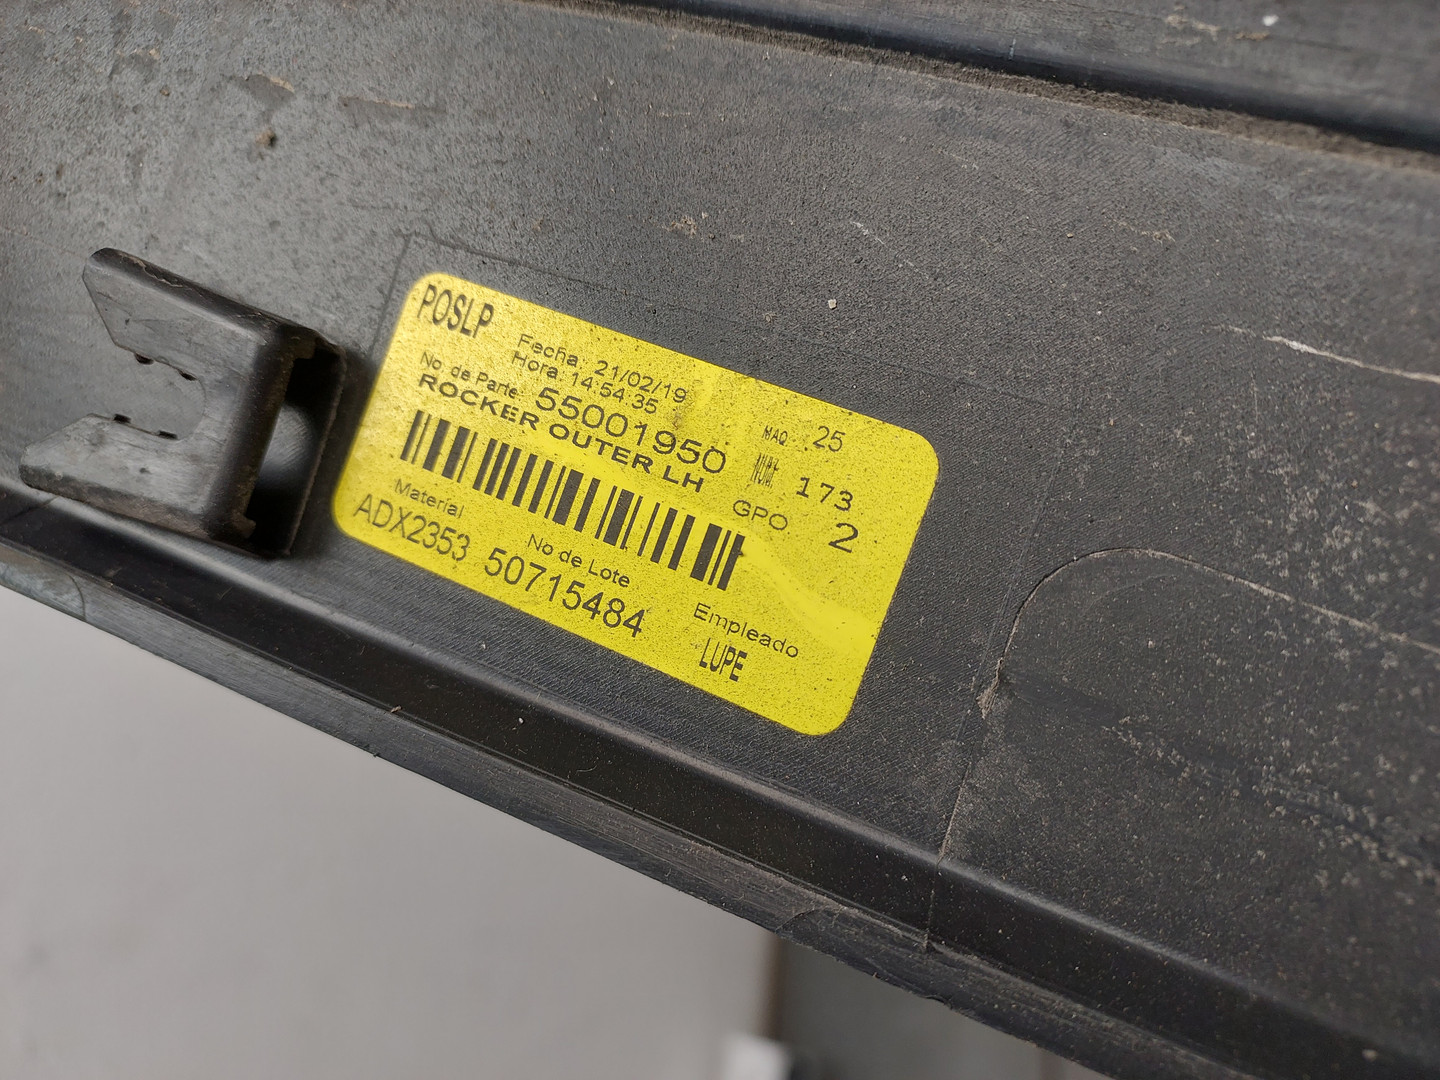 POSLP
Fecha: 21/02/19
Hora: 14:54:35
No de Parte: 55001950 MAQ 25
ROCKER OUTER LH 173
GPO 2
Material No de Lote Empleado
ADX2353 50715484 LUPE